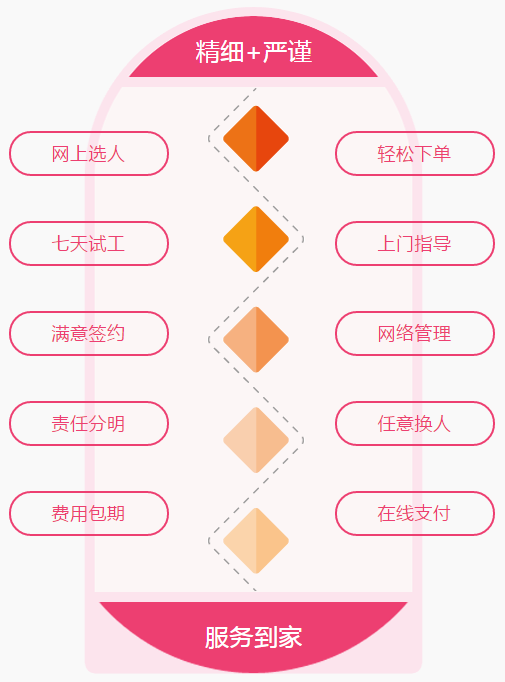 精细+严谨
网上选人
轻松下单
七天试工
上门指导
满意签约
网络管理
责任分明
任意换人
费用包期
在线支付
服务到家